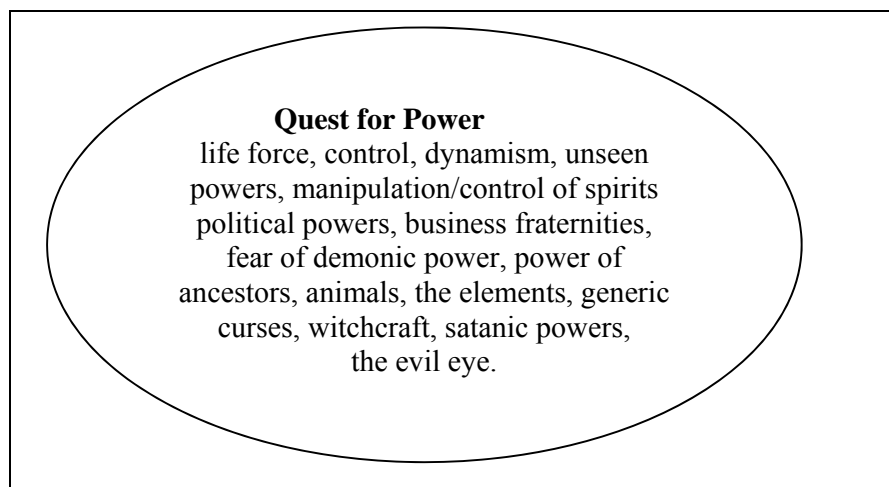 Quest for Power
life force, control, dynamism, unseen
powers, manipulation/control of spirits
political powers, business fraternities,
fear of demonic power, power of
ancestors, animals, the elements, generic
curses, witchcraft, satanic powers,
the evil eye.